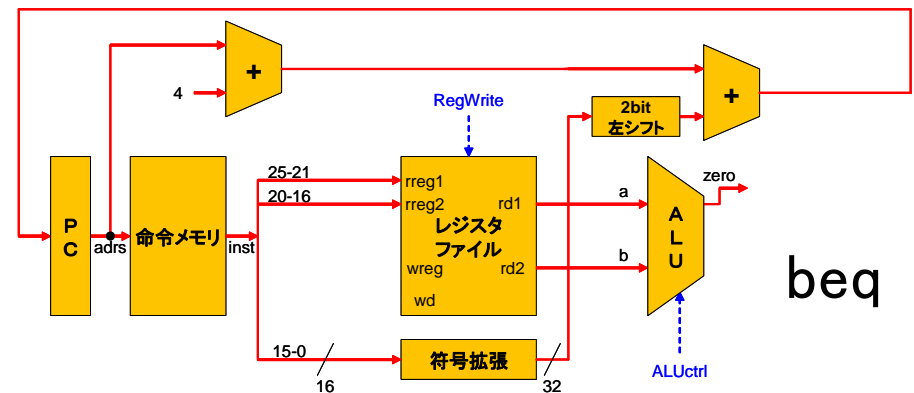 +
4
RegWrite
2bit
左シフト
+
P
C
adrs
命令メモリ
inst
25-21
20-16
rreg1
rreg2
レジスタ
ファイル
wreg
wd
rd1
rd2
a
b
A
L
U
zero
beq
15-0
16
符号拡張
32
ALUctrl